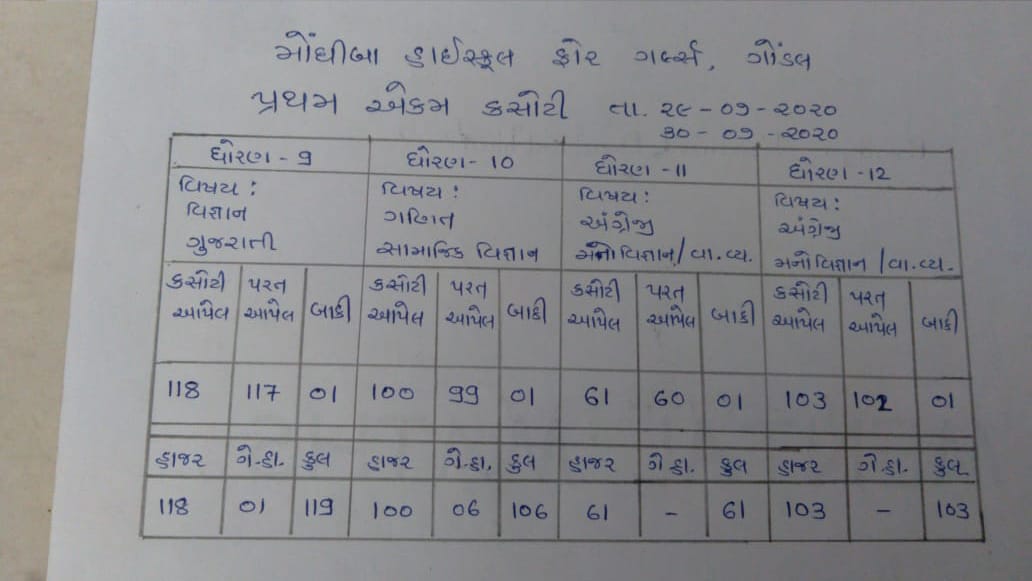 મોંઘીબા હાઈસ્કૂલ ફોર ગર્લ્સ, ગોંડલ
પ્રથમ એકમ કસોટી તા. ૨૯-૦૭-૨૦૨૦
૩૦-૦૭-૨૦૨૦
ધોરણ - 9 ધોરણ - 10 ધોરણ - 11 ધોરણ - 12
વિષય : વિષય : વિષય : વિષય :
વિજ્ઞાન ગણિત અંગ્રેજી અંગ્રેજી
ગુજરાતી સામાજિક વિજ્ઞાન મનોવિજ્ઞાન / વા.વ્ય. મનોવિજ્ઞાન / વા.વ્ય.
કસોટી પરત કસોટી પરત કસોટી પરત કસોટી પરત
આપેલ આપેલ બાકી આપેલ આપેલ બાકી આપેલ આપેલ બાકી આપેલ આપેલ બાકી
118 117 01 100 99 01 61 60 01 103 102 01
હાજર ગે.હા. કુલ હાજર ગે.હા. કુલ હાજર ગે.હા. કુલ હાજર ગે.હા. કુલ
118 01 119 100 06 106 61 - 61 103 - 103